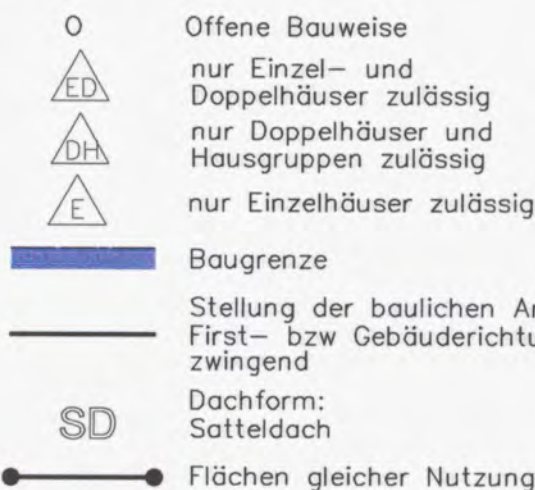 O Offene Bauweise
ED nur Einzel- und
Doppelhäuser zulässig
DH nur Doppelhäuser und
Hausgruppen zulässig
E nur Einzelhäuser zulässig
Baugrenze
Stellung der baulichen
First- bzw
zwingend
SD Dachform:
Satteldach
Flächen gleicher Nutzung